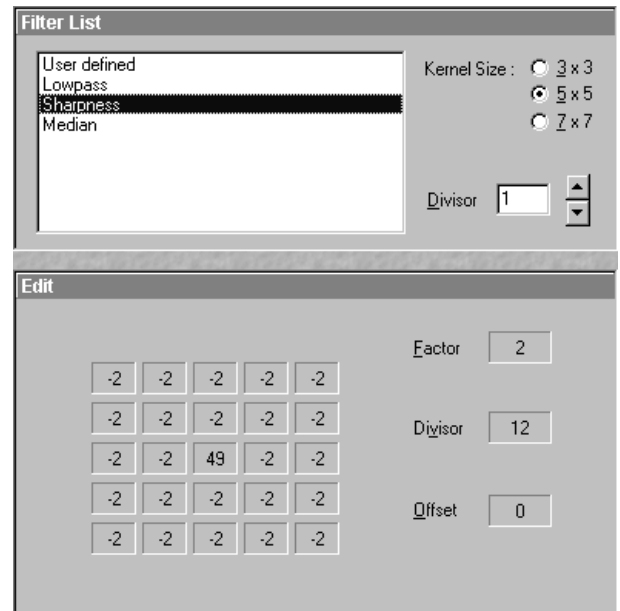 Filter List
User defined
Lowpass
Sharpness
Median
Kernel Size : 3 x 3
5 x 5
7 x 7
Divisor 1
Edit
-2 -2 -2 -2 -2
-2 -2 -2 -2 -2
-2 -2 49 -2 -2
-2 -2 -2 -2 -2
-2 -2 -2 -2 -2
Factor 2
Divisor 12
Offset 0